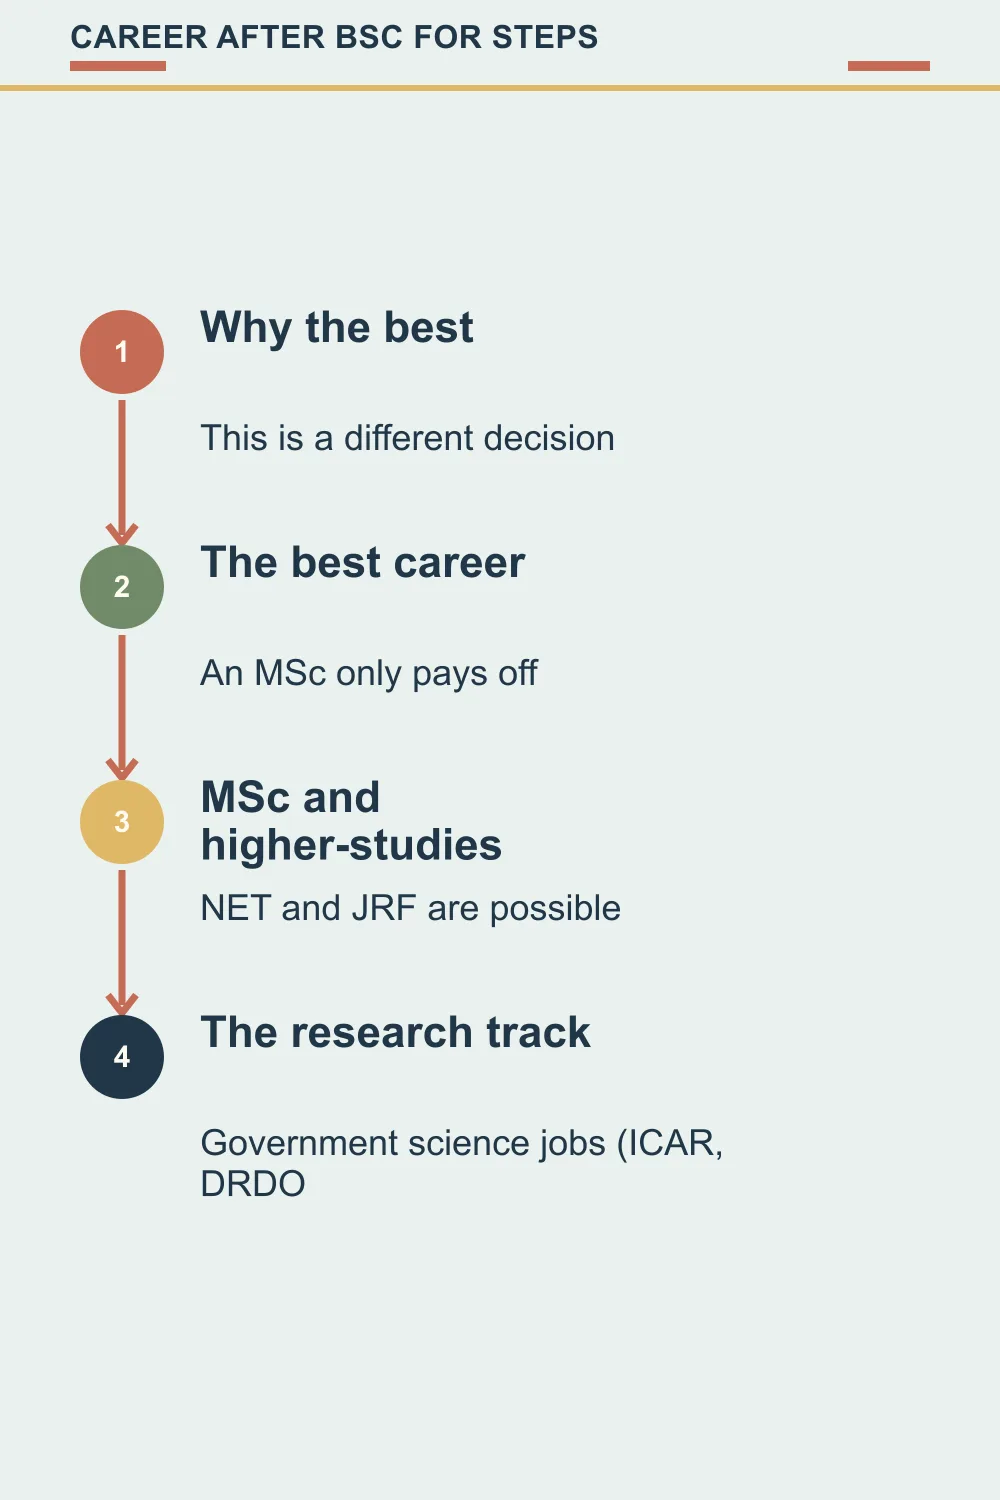 CAREER AFTER BSC FOR STEPS
1
Why the best
This is a different decision
2
The best career
An MSc only pays off
3
MSc and
higher-studies
NET and JRF are possible
4
The research track
Government science jobs (ICAR,
DRDO